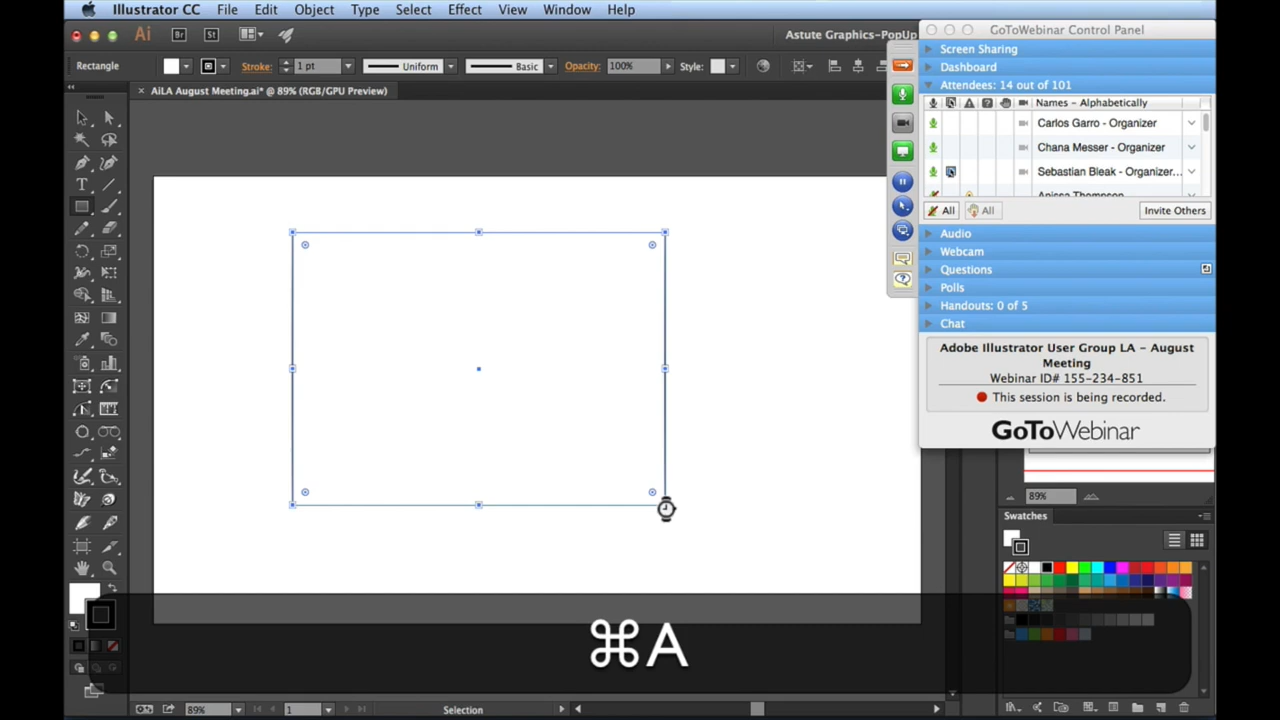 Illustrator CC File Edit Object Type Select Effect View Window Help
Ai Br St Astute Graphics-PopUp
GoToWebinar Control Panel
Rectangle Stroke: 1 pt Uniform Basic Opacity: 100% Style:
× AiLA August Meeting.ai* @ 89% (RGB/GPU Preview)
Screen Sharing
Dashboard
Attendees: 14 out of 101
Names - Alphabetically
Carlos Garro - Organizer
Chana Messer - Organizer
Sebastian Bleak - Organizer...
Anissa Thompson
All All Invite Others
Audio
Webcam
Questions
Polls
Handouts: 0 of 5
Chat
Adobe Illustrator User Group LA - August
Meeting
Webinar ID# 155-234-851
This session is being recorded.
GoToWebinar
89%
Swatches
⌘A
89% 1 Selection